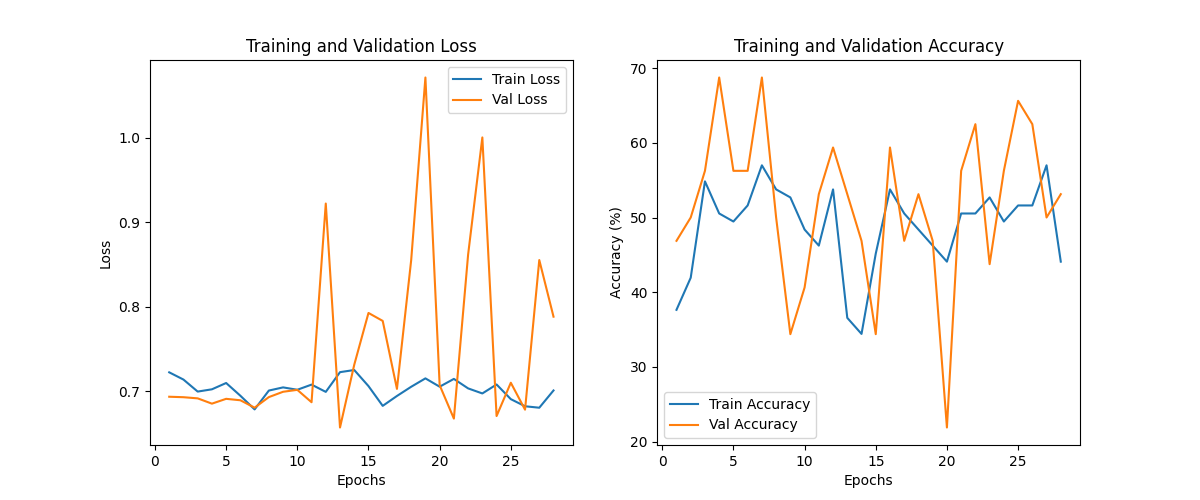 Training and Validation Loss
Train Loss
Val Loss
1.0
0.9
0.8
0.7
Loss
0 5 10 15 20 25
Epochs
Training and Validation Accuracy
70
60
50
40
30
20
Accuracy (%)
Train Accuracy
Val Accuracy
0 5 10 15 20 25
Epochs